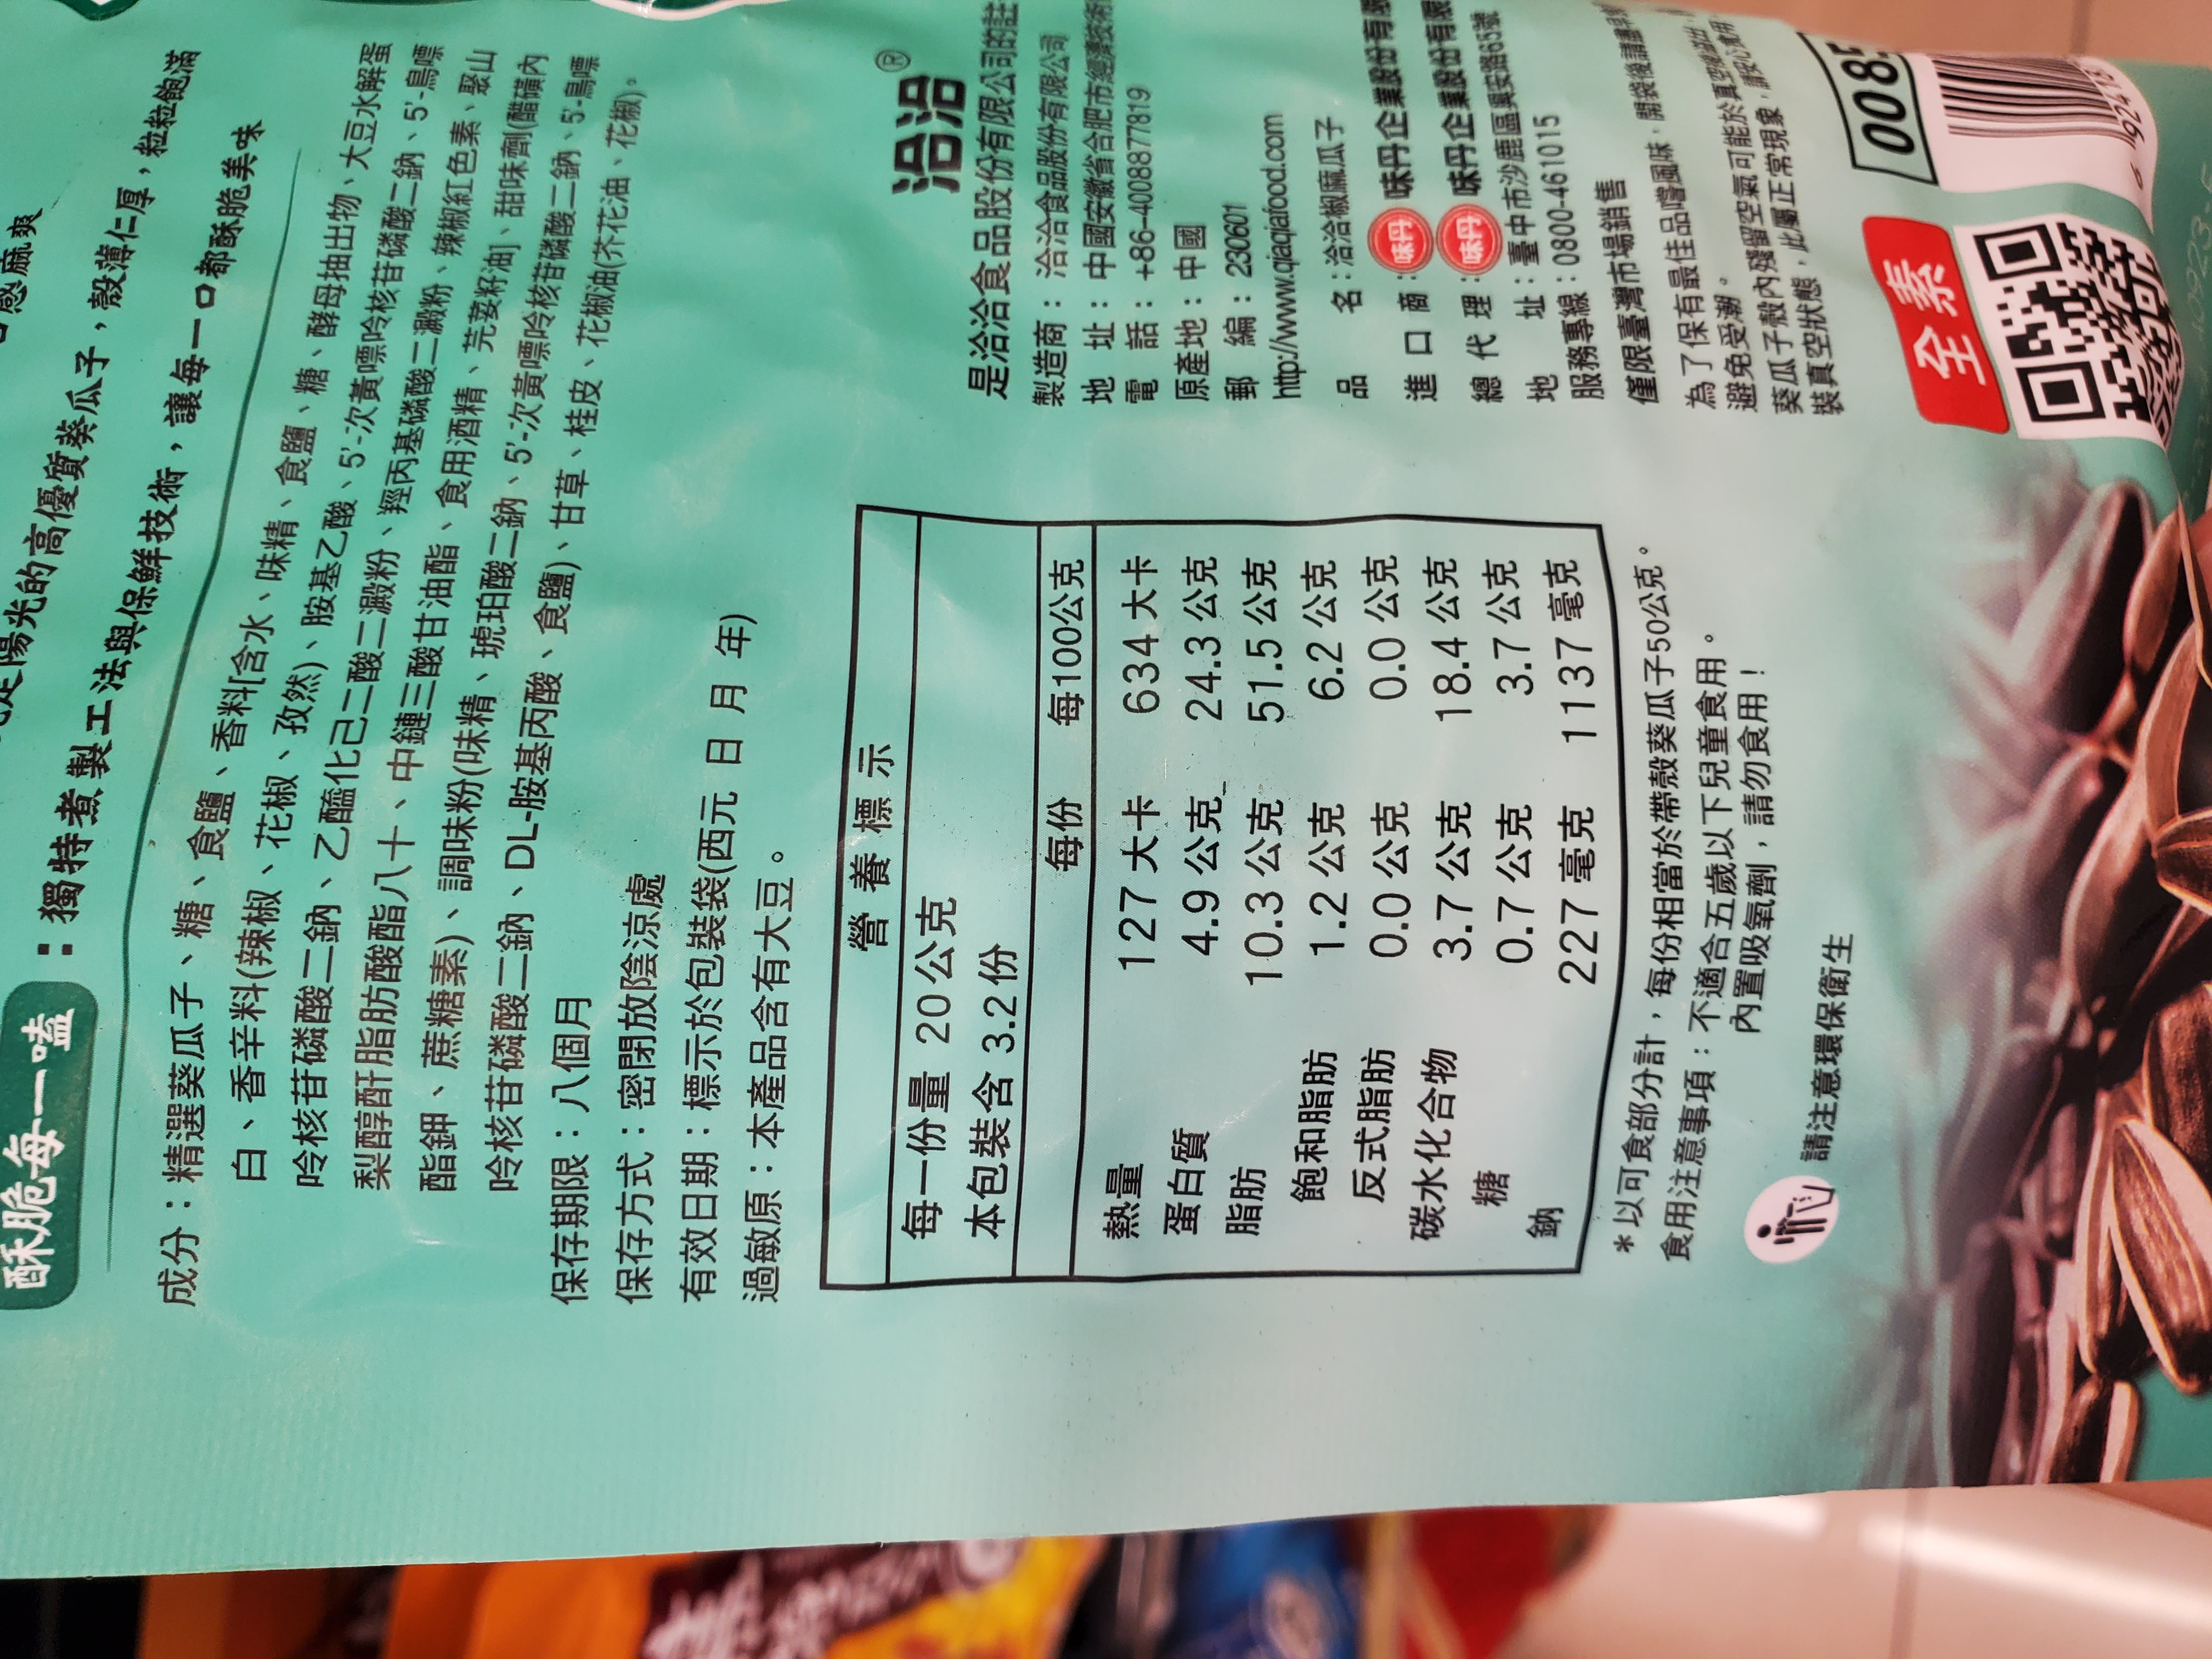 感麻爽
陽光的高優質葵瓜子，殼薄仁厚，粒粒飽滿
酥脆每一嗑：獨特煮製工法與保鮮技術，讓每一口都酥脆美味
成分：精選葵瓜子、糖、食鹽、香料[含水、味精、食鹽、糖、酵母抽出物、大豆水解蛋
白、香辛料(辣椒、花椒、孜然)、胺基乙酸、5'-次黃嘌呤核苷磷酸二鈉、5'-鳥嘌
呤核苷磷酸二鈉、乙醯化己二酸二澱粉、羥丙基磷酸二澱粉、辣椒紅色素、聚山
梨醇酐脂肪酸酯八十、中鏈三酸甘油酯、食用酒精、芫荽籽油]、甜味劑(醋磺內
酯鉀、蔗糖素)、調味粉(味精、琥珀酸二鈉、5'-次黃嘌呤核苷磷酸二鈉、5'-鳥嘌
呤核苷磷酸二鈉、DL-胺基丙酸、食鹽)、甘草、桂皮、花椒油(芥花油、花椒)。
保存期限：八個月
保存方式：密閉放陰涼處
有效日期：標示於包裝袋(西元 日 月 年)
過敏原：本產品含有大豆。
營養標示
每一份量 20公克
本包裝含 3.2份
每份 每100公克
熱量 127 大卡 634 大卡
蛋白質 4.9 公克 24.3 公克
脂肪 10.3 公克 51.5 公克
飽和脂肪 1.2 公克 6.2 公克
反式脂肪 0.0 公克 0.0 公克
碳水化合物 3.7 公克 18.4 公克
糖 0.7 公克 3.7 公克
鈉 227 毫克 1137 毫克
*以可食部分計，每份相當於帶殼葵瓜子50公克。
食用注意事項：不適合五歲以下兒童食用。
內置吸氧劑，請勿食用！
請注意環保衛生
洽洽®
是洽洽食品股份有限公司的註
製造商：洽洽食品股份有限公司
地 址：中國安徽省合肥市經濟技術
電 話：+86-4008877819
原產地：中國
郵 編：230601
http://www.qiaqiafood.com
品 名：洽洽椒麻瓜子
進口商：味丹 味丹企業股份有限
總代理：味丹 味丹企業股份有限
地 址：臺中市沙鹿區興安路65號
服務專線：0800-461015
僅限臺灣市場銷售
為了保有最佳品嚐風味，開袋後請盡早
避免受潮。
葵瓜子殼內殘留空氣可能於真空後溢出，
裝真空狀態，此屬正常現象，請安心食用
全素
0085
6 92418